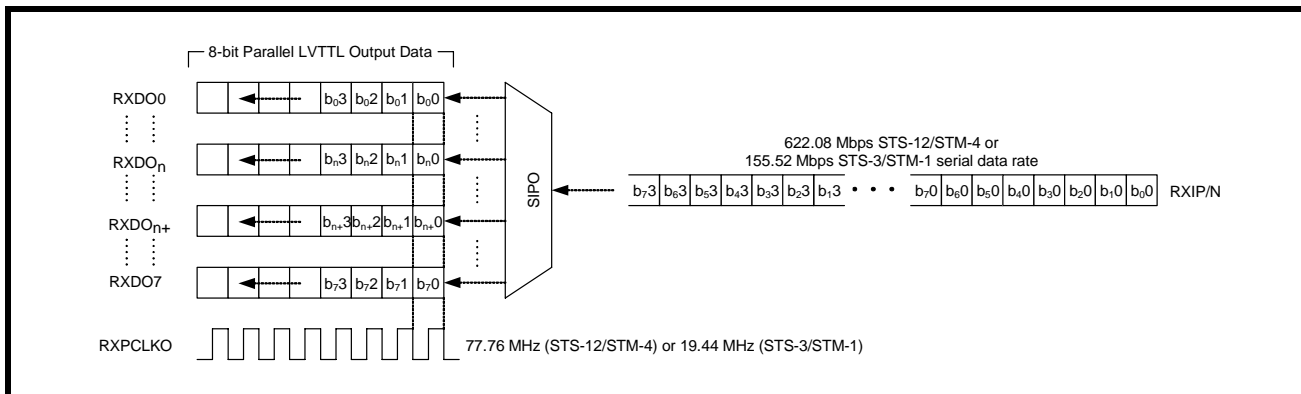 8-bit Parallel LVTTL Output Data
RXDO0
b03 b02 b01 b00
RXDOn
bn3 bn2 bn1 bn0
RXDOn+
bn+3 bn+2 bn+1 bn+0
RXDO7
b73 b72 b71 b70
RXPCLKO
77.76 MHz (STS-12/STM-4) or 19.44 MHz (STS-3/STM-1)
SIPO
622.08 Mbps STS-12/STM-4 or
155.52 Mbps STS-3/STM-1 serial data rate
b73 b63 b53 b43 b33 b23 b13 • • • b70 b60 b50 b40 b30 b20 b10 b00
RXIP/N